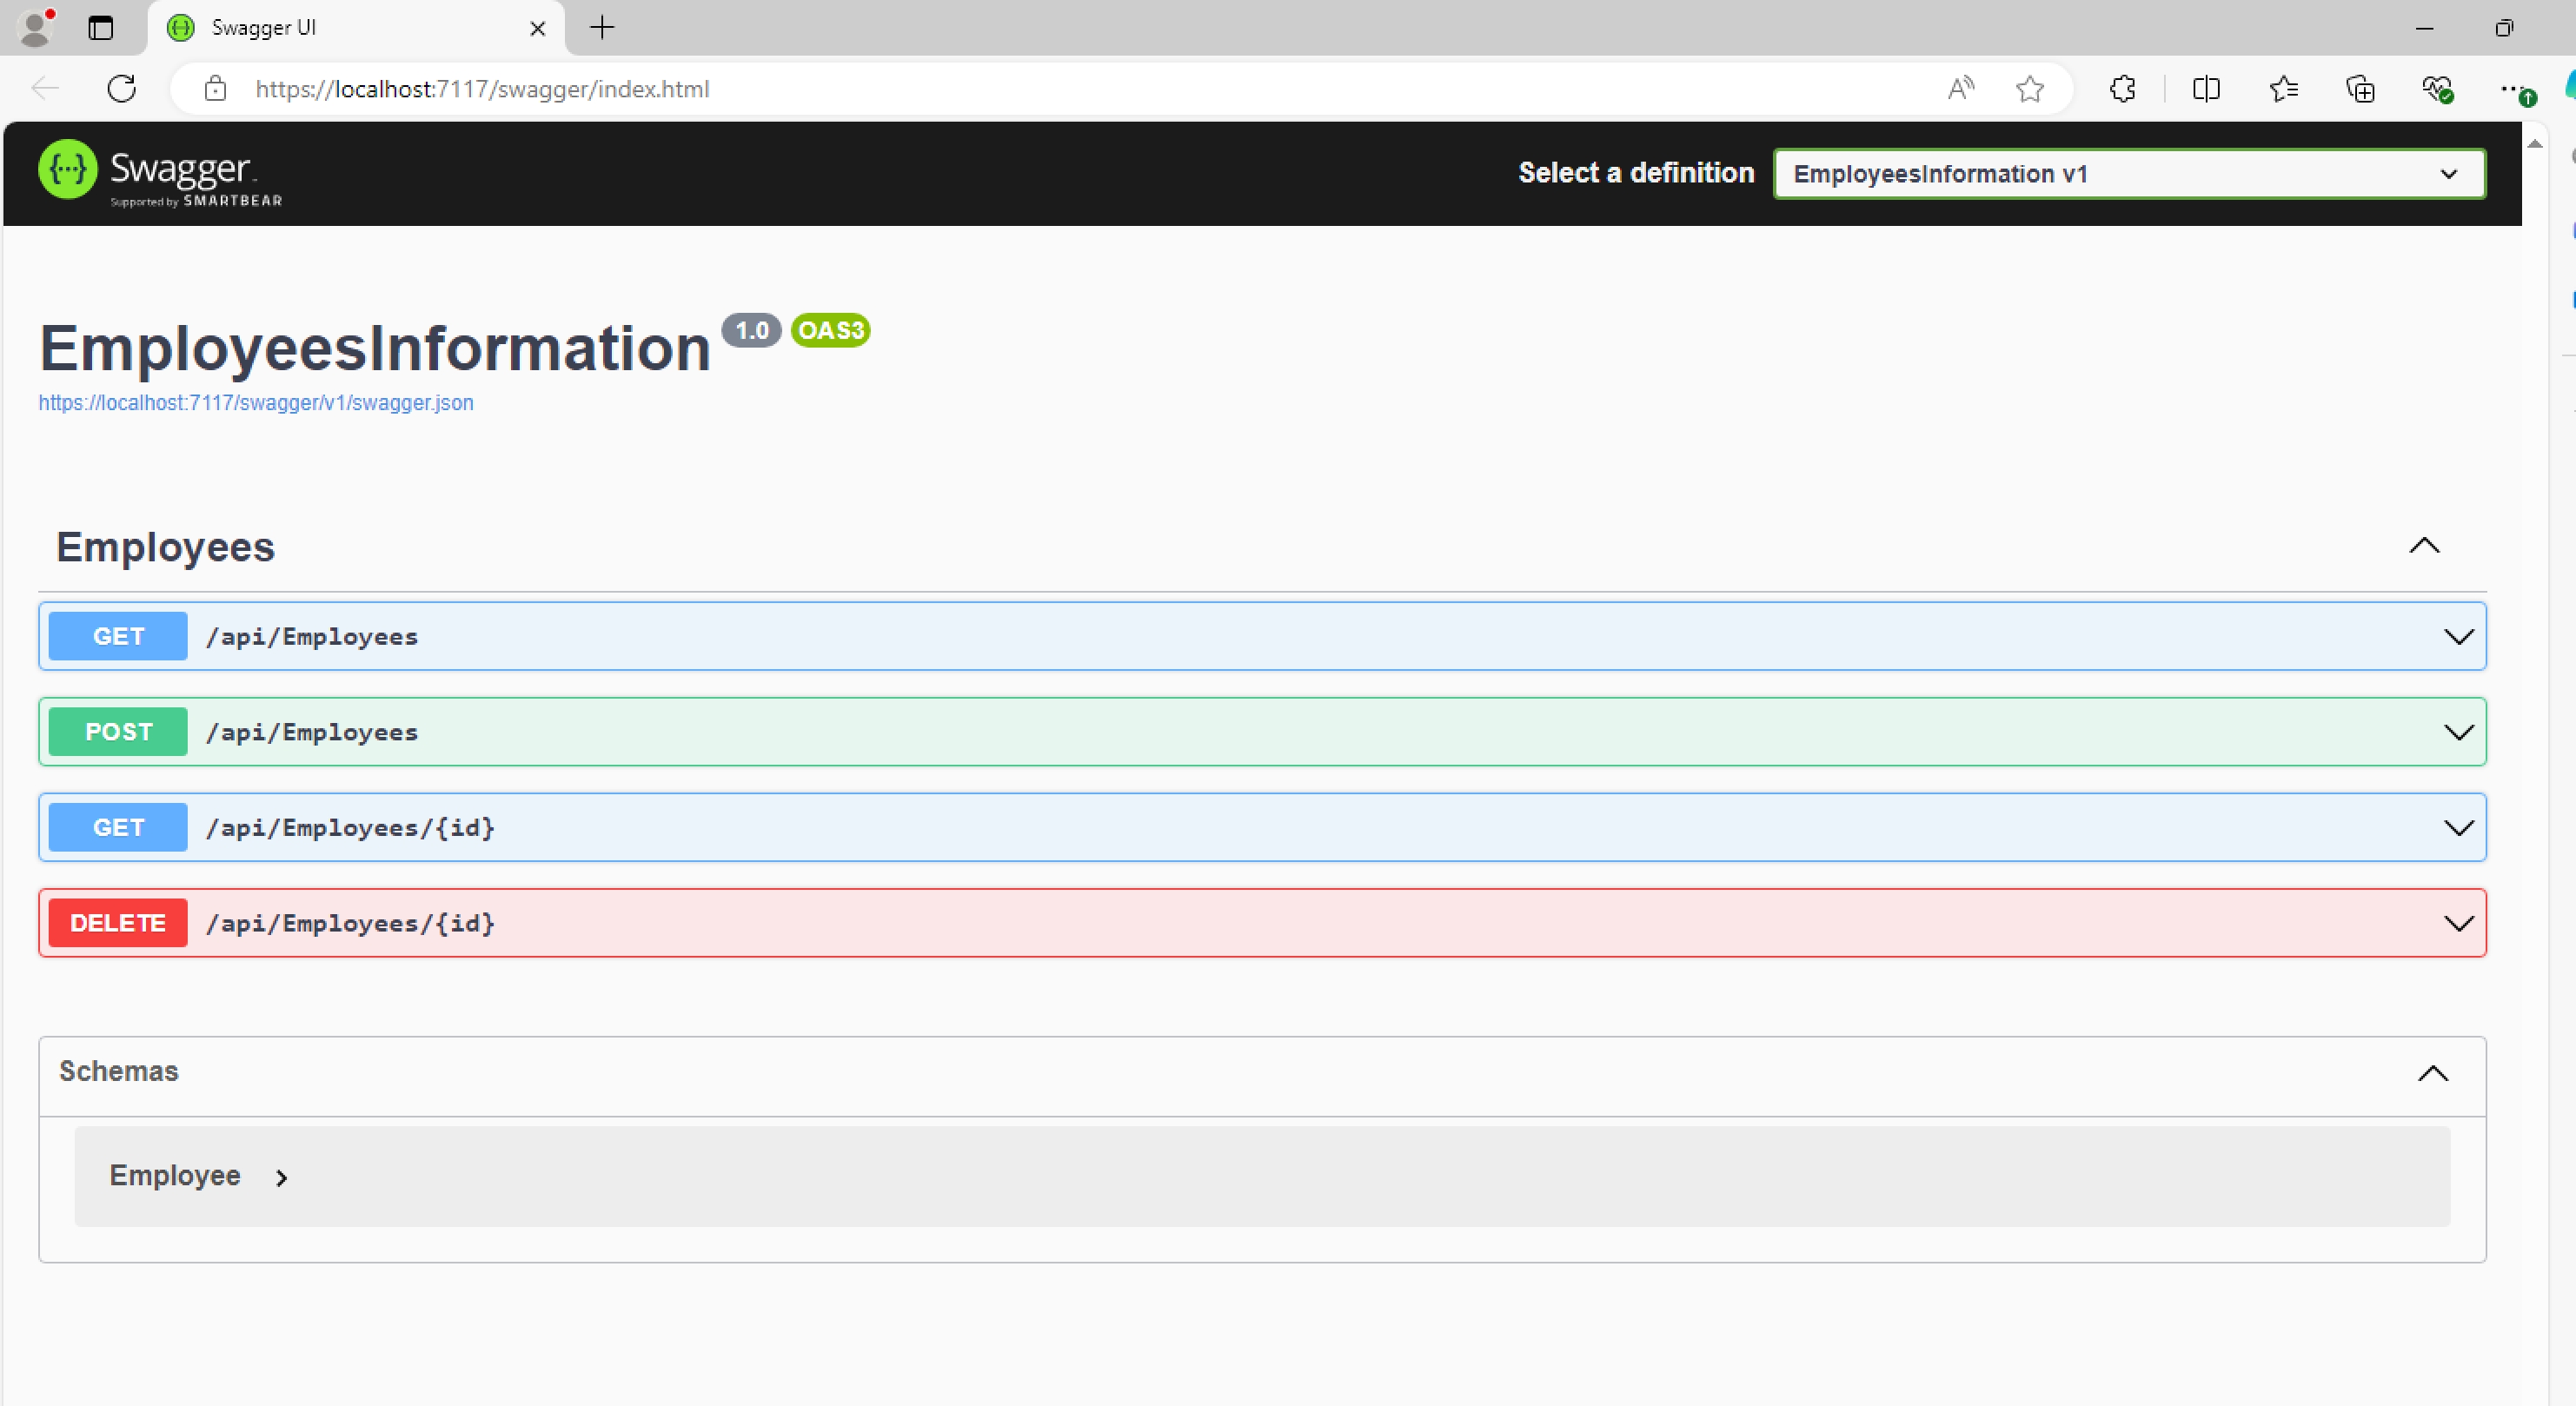 Swagger UI
https://localhost:7117/swagger/index.html
Swagger
Supported by SMARTBEAR
Select a definition
EmployeesInformation v1
EmployeesInformation 1.0 OAS3
https://localhost:7117/swagger/v1/swagger.json
Employees
GET /api/Employees
POST /api/Employees
GET /api/Employees/{id}
DELETE /api/Employees/{id}
Schemas
Employee